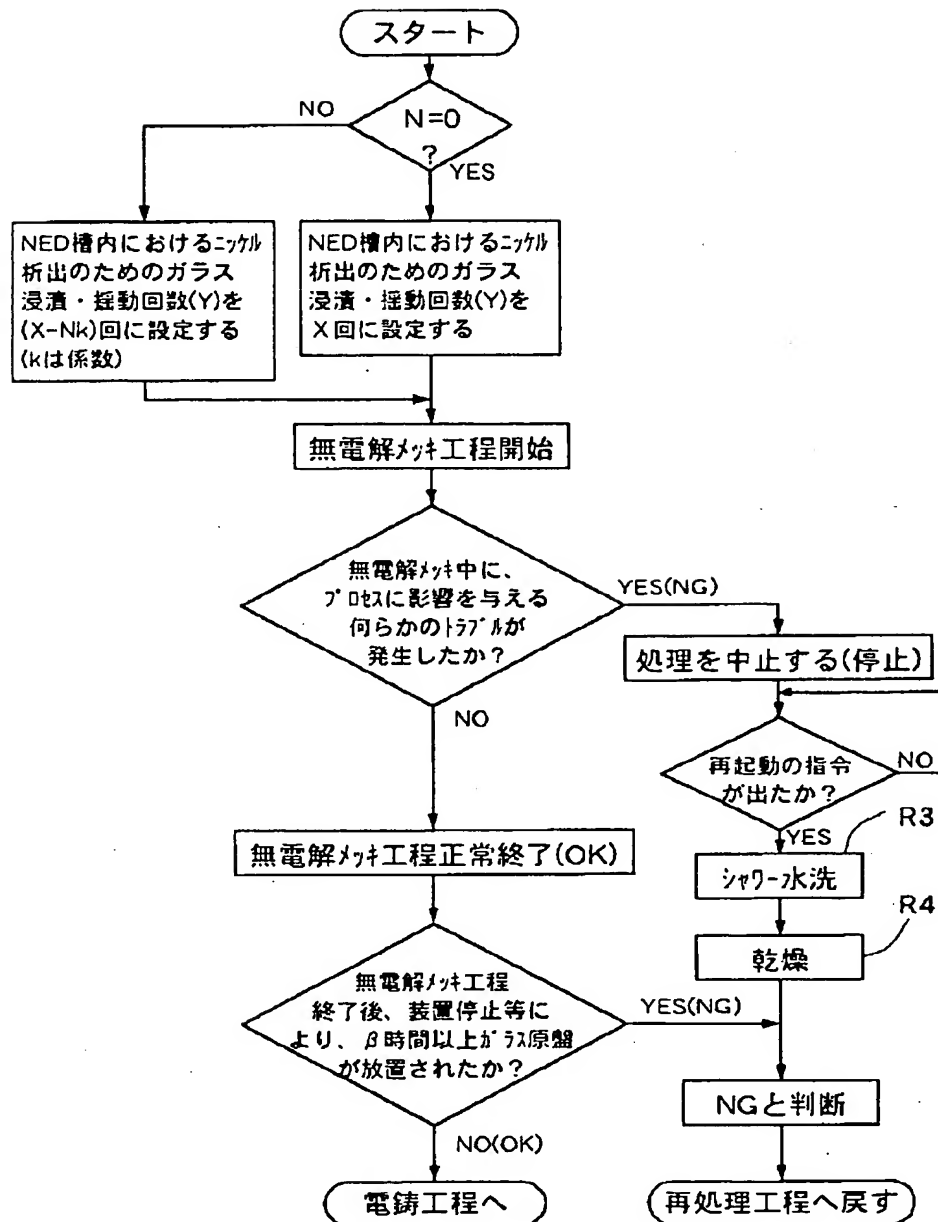 スタート
N=0
?
NO
YES
NED槽内におけるニッケル
折出のためのガラス
浸漬・揺動回数(Y)を
(X-Nk)回に設定する
(kは係数)
NED槽内におけるニッケル
折出のためのガラス
浸漬・揺動回数(Y)を
X回に設定する
無電解メッキ工程開始
無電解メッキ中に、
プロセスに影響を与える
何らかのトラブルが
発生したか?
YES(NG)
NO
処理を中止する(停止)
再起動の指令
が出たか?
NO
YES
R3
シャワー水洗
R4
乾燥
無電解メッキ工程正常終了(OK)
無電解メッキ工程
終了後、装置停止等に
より、β時間以上ガラス原盤
が放置されたか?
YES(NG)
NO(OK)
NGと判断
電鋳工程へ
再処理工程へ戻す